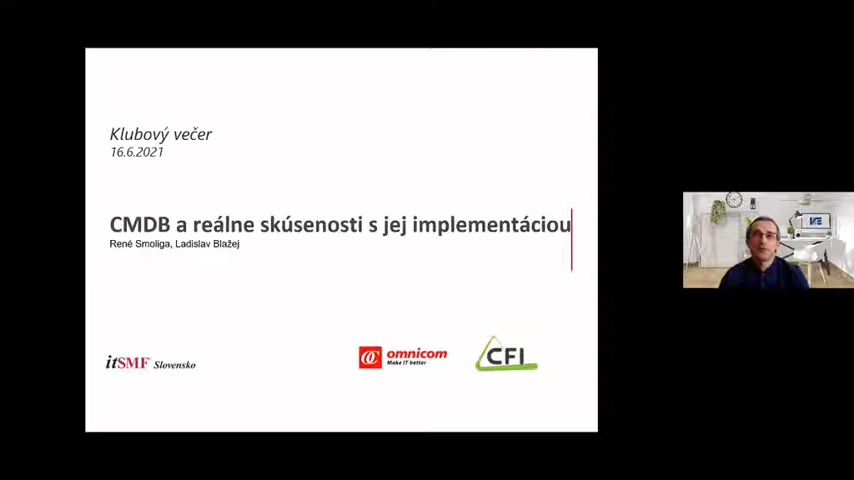 Klubový večer
16.6.2021
CMDB a reálne skúsenosti s jej implementáciou
René Smoliga, Ladislav Blažej
itSMF Slovensko
omnicom
Make IT better
CFI